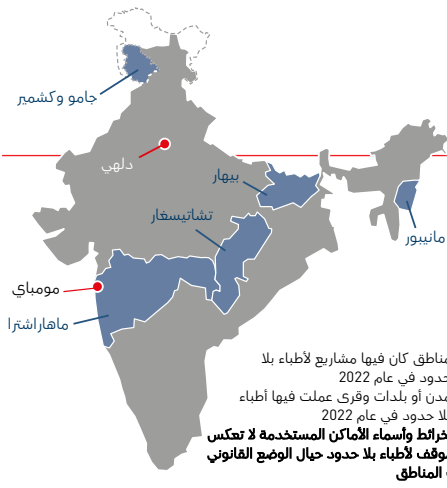 جامو وكشمير
دلهي
بيهار
تشاتيسغار
مانيبور
مومباي
ماهاراشترا
مناطق كان فيها مشاريع لأطباء بلا
حدود في عام 2022
مدن أو بلدات وقرى عملت فيها أطباء
بلا حدود في عام 2022
الخرائط وأسماء الأماكن المستخدمة لا تعكس
موقف لأطباء بلا حدود حيال الوضع القانوني
المناطق